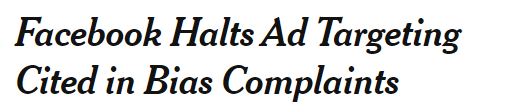 Facebook Halts Ad Targeting
Cited in Bias Complaints